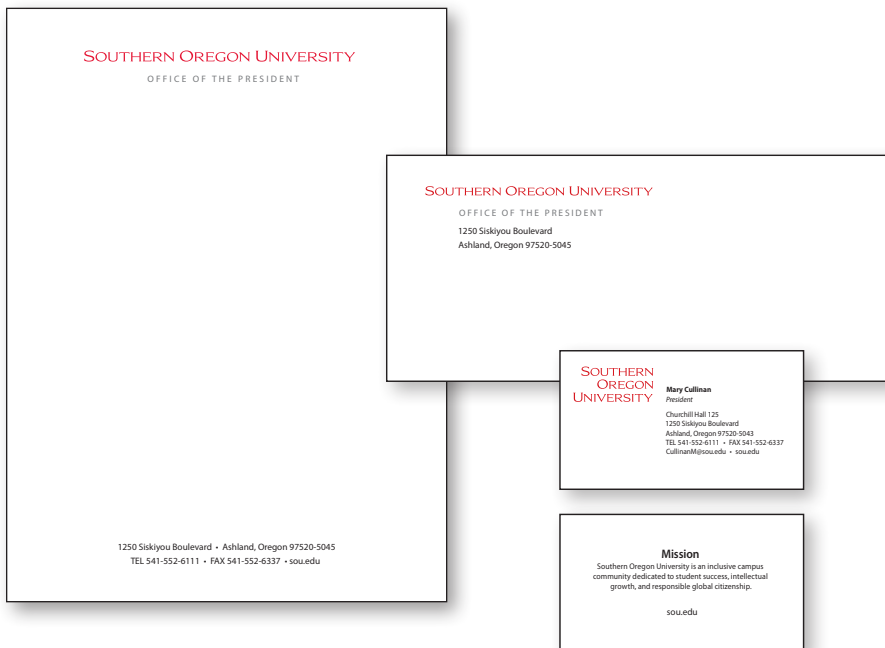 Southern Oregon University
OFFICE OF THE PRESIDENT
1250 Siskiyou Boulevard • Ashland, Oregon 97520-5045
TEL 541-552-6111 • FAX 541-552-6337 • sou.edu
Southern Oregon University
OFFICE OF THE PRESIDENT
1250 Siskiyou Boulevard
Ashland, Oregon 97520-5045
Southern
Oregon
University
Mary Cullinan
President
Churchill Hall 125
1250 Siskiyou Boulevard
Ashland, Oregon 97520-5043
TEL 541-552-6111 • FAX 541-552-6337
CullinanM@sou.edu • sou.edu
Mission
Southern Oregon University is an inclusive campus
community dedicated to student success, intellectual
growth, and responsible global citizenship.
sou.edu